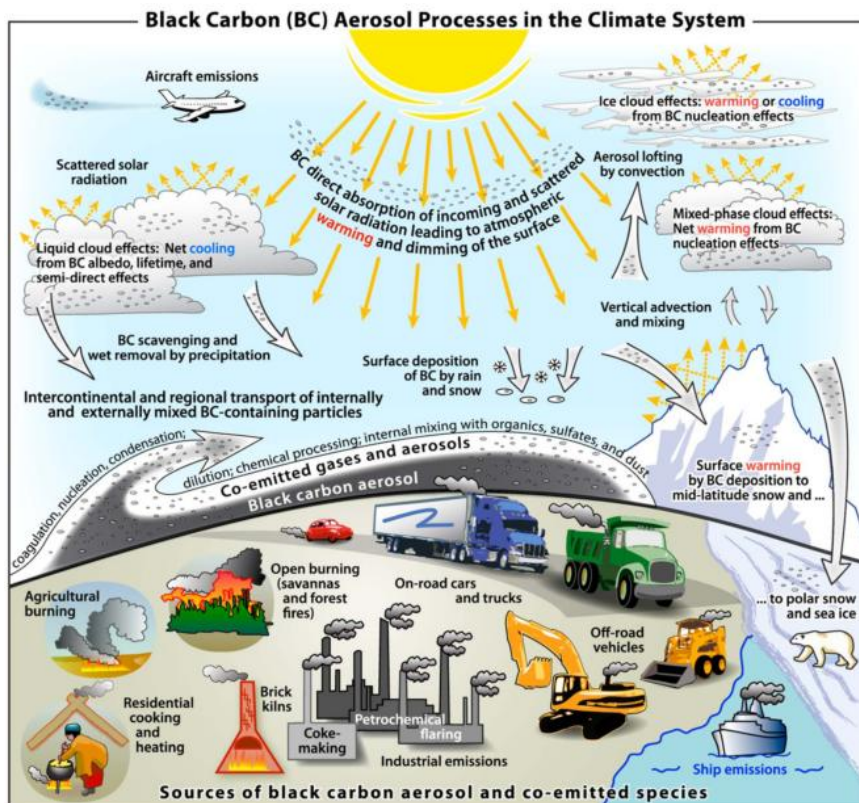 Black Carbon (BC) Aerosol Processes in the Climate System
Aircraft emissions
Ice cloud effects: warming or cooling
from BC nucleation effects
Scattered solar
radiation
BC direct absorption of incoming and scattered
solar radiation leading to atmospheric
warming and dimming of the surface
Aerosol lofting
by convection
Liquid cloud effects: Net cooling
from BC albedo, lifetime, and
semi-direct effects
Mixed-phase cloud effects:
Net warming from BC
nucleation effects
BC scavenging and
wet removal by precipitation
Surface deposition
of BC by rain
and snow
Vertical advection
and mixing
Intercontinental and regional transport of internally
and externally mixed BC-containing particles
coagulation, nucleation, condensation;
dilution; chemical processing; internal mixing with organics, sulfates, and dust
Co-emitted gases and aerosols
Black carbon aerosol
Surface warming
by BC deposition to
mid-latitude snow and ...
... to polar snow
and sea ice
Agricultural
burning
Open burning
(savannas and
forest
fires)
On-road cars
and trucks
Off-road
vehicles
Residential
cooking
and
heating
Brick
kilns
Coke-
making
Petrochemical
flaring
Industrial emissions
Ship emissions
Sources of black carbon aerosol and co-emitted species